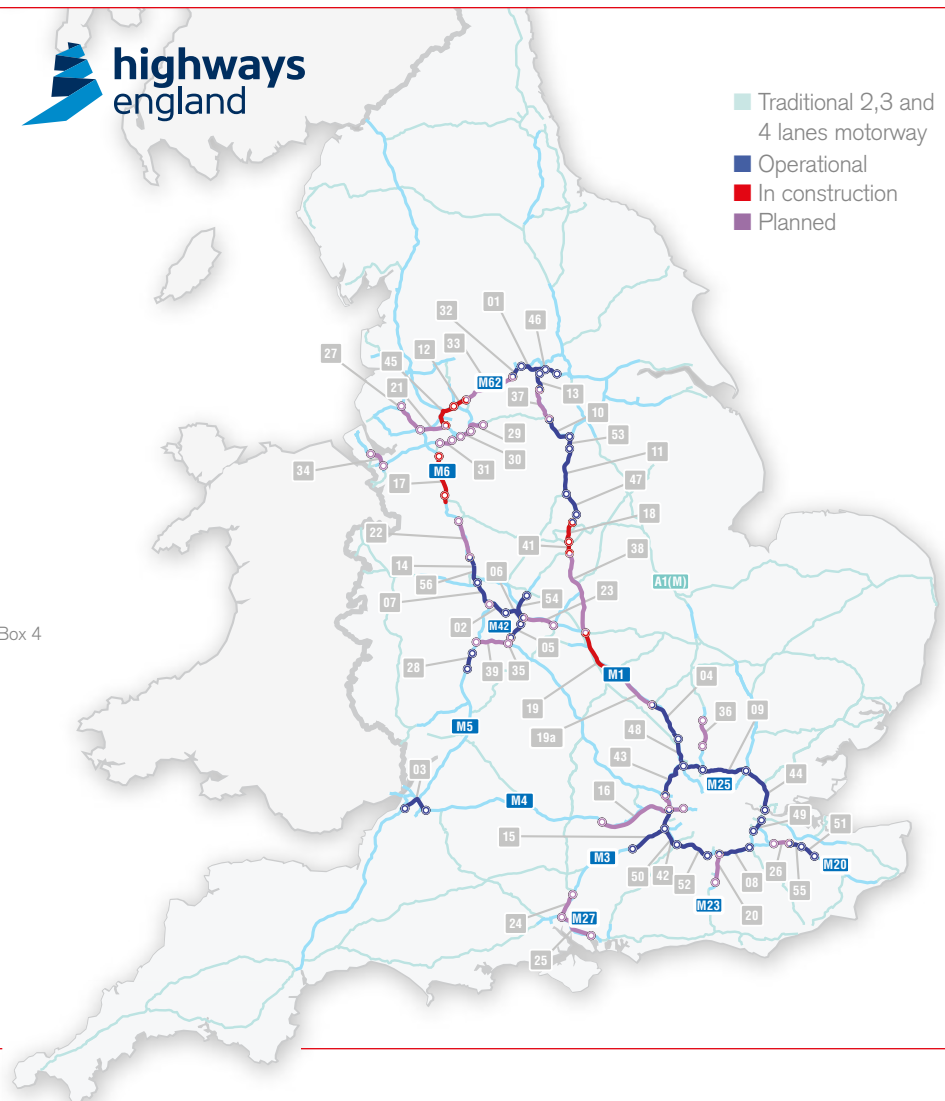 highways
england
Traditional 2,3 and
4 lanes motorway
Operational
In construction
Planned
01
32
46
33
12
45
27
21
M62
37
13
10
29
53
30
31
11
34
17
M6
47
18
22
41
38
14
06
56
A1(M)
07
54
23
02
M42
05
Box 4
28
39
35
M1
04
19
36
09
19a
M5
48
43
03
44
M25
16
M4
49
51
15
M3
M20
50
42
52
08
26
55
M23
20
24
M27
25